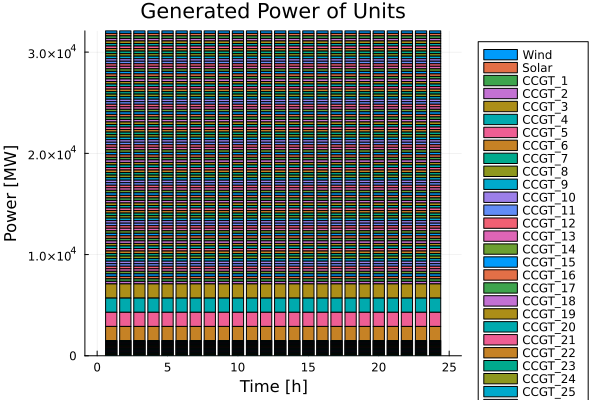 Generated Power of Units
3.0×10⁴
2.0×10⁴
1.0×10⁴
0
Power [MW]
0 5 10 15 20 25
Time [h]
Wind
Solar
CCGT_1
CCGT_2
CCGT_3
CCGT_4
CCGT_5
CCGT_6
CCGT_7
CCGT_8
CCGT_9
CCGT_10
CCGT_11
CCGT_12
CCGT_13
CCGT_14
CCGT_15
CCGT_16
CCGT_17
CCGT_18
CCGT_19
CCGT_20
CCGT_21
CCGT_22
CCGT_23
CCGT_24
CCGT_25